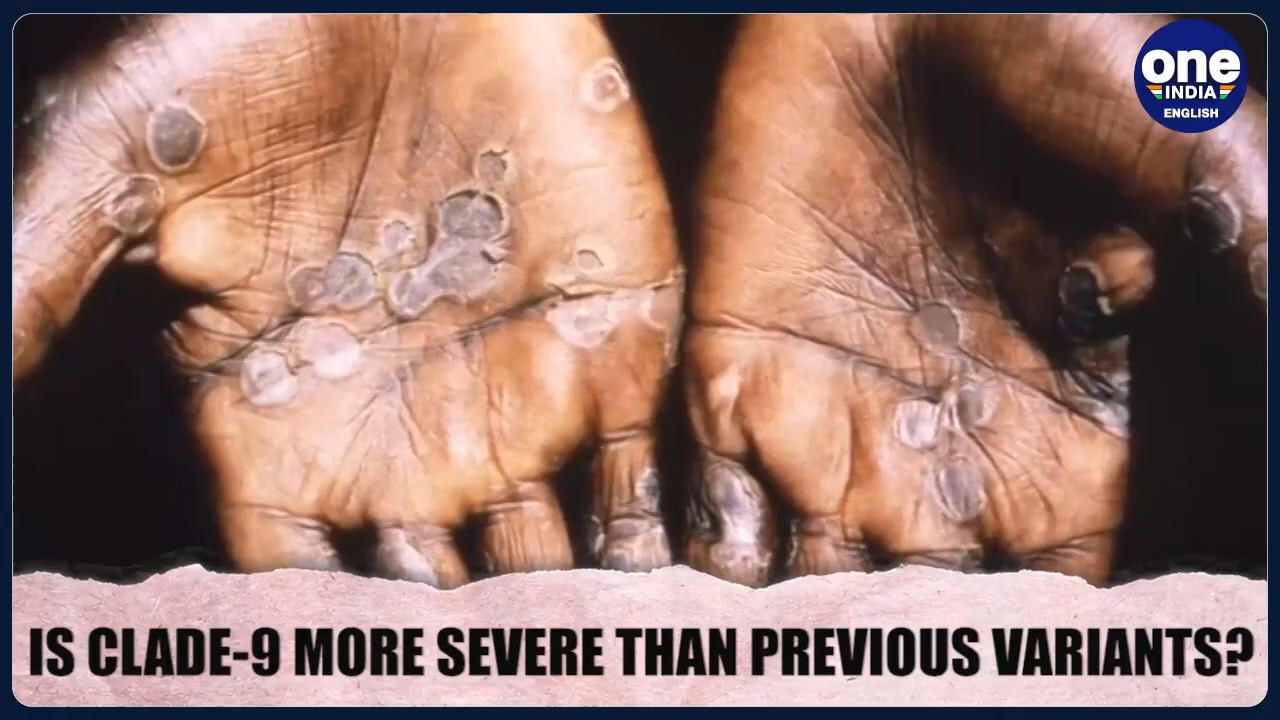 one
INDIA
ENGLISH
IS CLADE-9 MORE SEVERE THAN PREVIOUS VARIANTS?